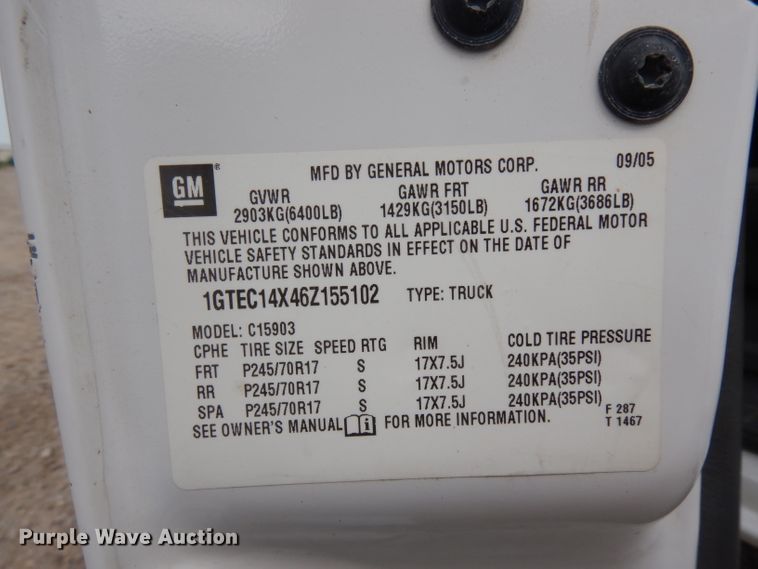 GM ®
MFD BY GENERAL MOTORS CORP. 09/05
GVWR GAWR FRT GAWR RR
2903KG(6400LB) 1429KG(3150LB) 1672KG(3686LB)
THIS VEHICLE CONFORMS TO ALL APPLICABLE U.S. FEDERAL MOTOR
VEHICLE SAFETY STANDARDS IN EFFECT ON THE DATE OF
MANUFACTURE SHOWN ABOVE.
1GTEC14X46Z155102 TYPE: TRUCK
MODEL: C15903
CPHE TIRE SIZE SPEED RTG RIM COLD TIRE PRESSURE
FRT P245/70R17 S 17X7.5J 240KPA(35PSI)
RR P245/70R17 S 17X7.5J 240KPA(35PSI)
SPA P245/70R17 S 17X7.5J 240KPA(35PSI)
SEE OWNER'S MANUAL i FOR MORE INFORMATION.
F 287
T 1467
Purple Wave Auction